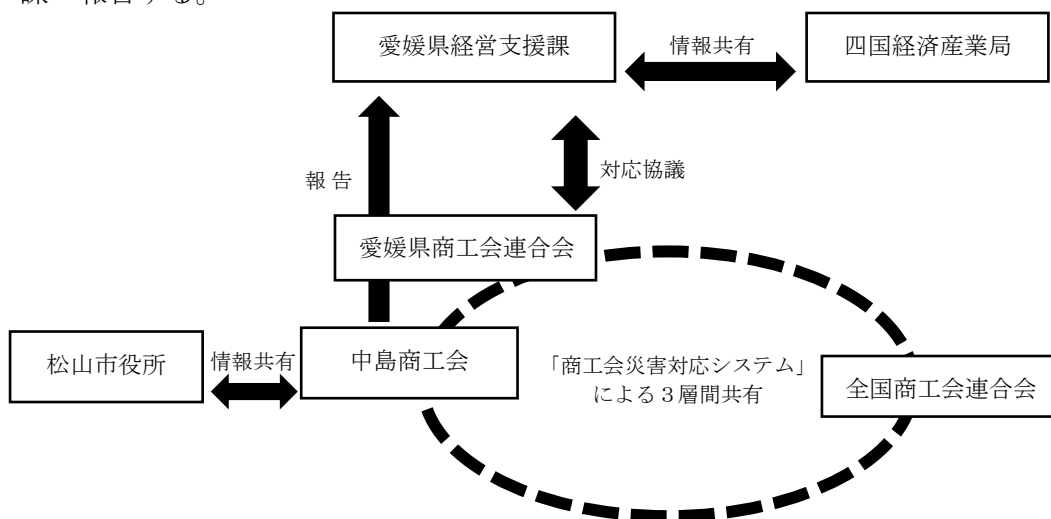 課へ報告する。
愛媛県経営支援課
情報共有
四国経済産業局
報 告
対応協議
愛媛県商工会連合会
松山市役所
情報共有
中島商工会
「商工会災害対応システム」
による３層間共有
全国商工会連合会